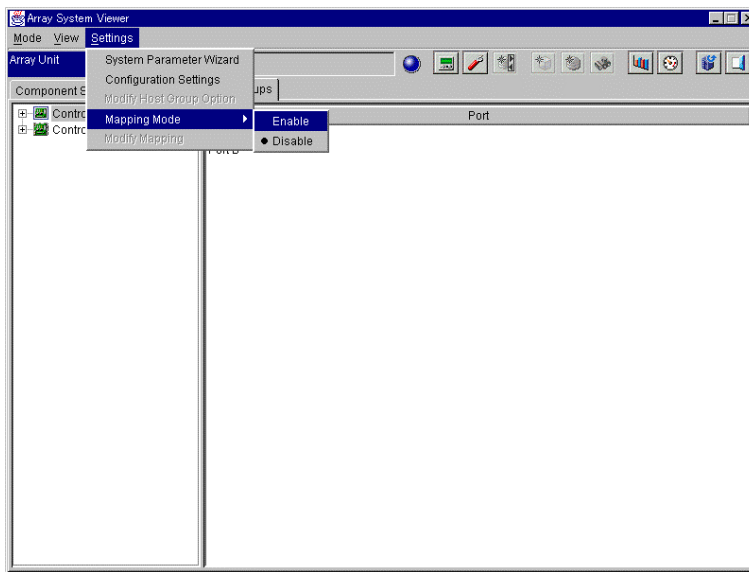 Array System Viewer
Mode View Settings
Array Unit
System Parameter Wizard
Configuration Settings
Modify Host Group Option
Mapping Mode
Modify Mapping
Enable
Disable
Component S
ups
Port
Contro
Contro